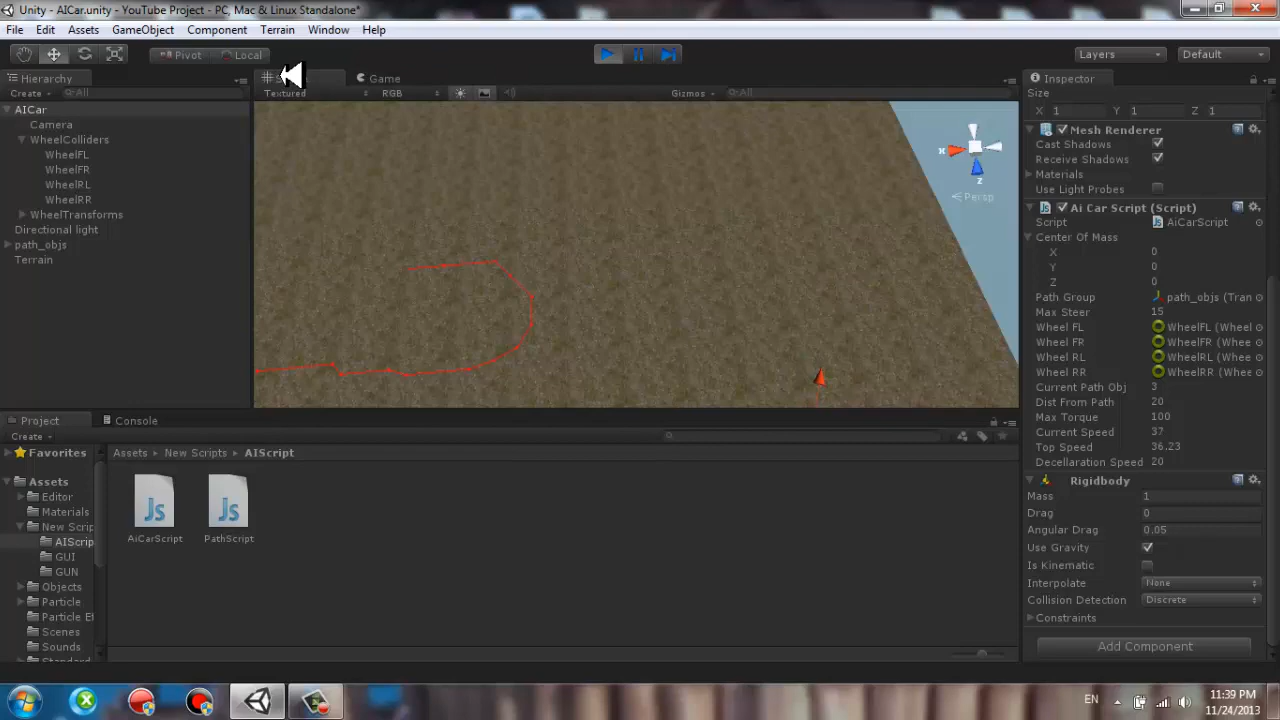 Unity - AICar.unity - YouTube Project - PC, Mac & Linux Standalone*
File Edit Assets GameObject Component Terrain Window Help
Pivot Local Layers Default
Hierarchy Game Inspector
Create All Textured RGB Gizmos All
Size
X 1 Y 1 Z 1
AICar
Camera
WheelColliders
WheelFL
WheelFR
WheelRL
WheelRR
WheelTransforms
Directional light
path_objs
Terrain
x
z
Persp
Mesh Renderer
Cast Shadows
Receive Shadows
Materials
Use Light Probes
Ai Car Script (Script)
Script AiCarScript
Center Of Mass
X 0
Y 0
Z 0
Path Group path_objs (Tran
Max Steer 15
Wheel FL WheelFL (Wheel
Wheel FR WheelFR (Whee
Wheel RL WheelRL (Whee
Wheel RR WheelRR (Whee
Current Path Obj 3
Dist From Path 20
Max Torque 100
Current Speed 37
Top Speed 36.23
Decellaration Speed 20
Rigidbody
Mass 1
Drag 0
Angular Drag 0.05
Use Gravity
Is Kinematic
Interpolate None
Collision Detection Discrete
Constraints
Add Component
Project Console
Create
Favorites
Assets
Editor
Materials
New Scrip
AIScrip
GUI
GUN
Objects
Particle
Particle Ef
Scenes
Sounds
Standard
Assets New Scripts AIScript
Js Js
AiCarScript PathScript
EN 11:39 PM
11/24/2013